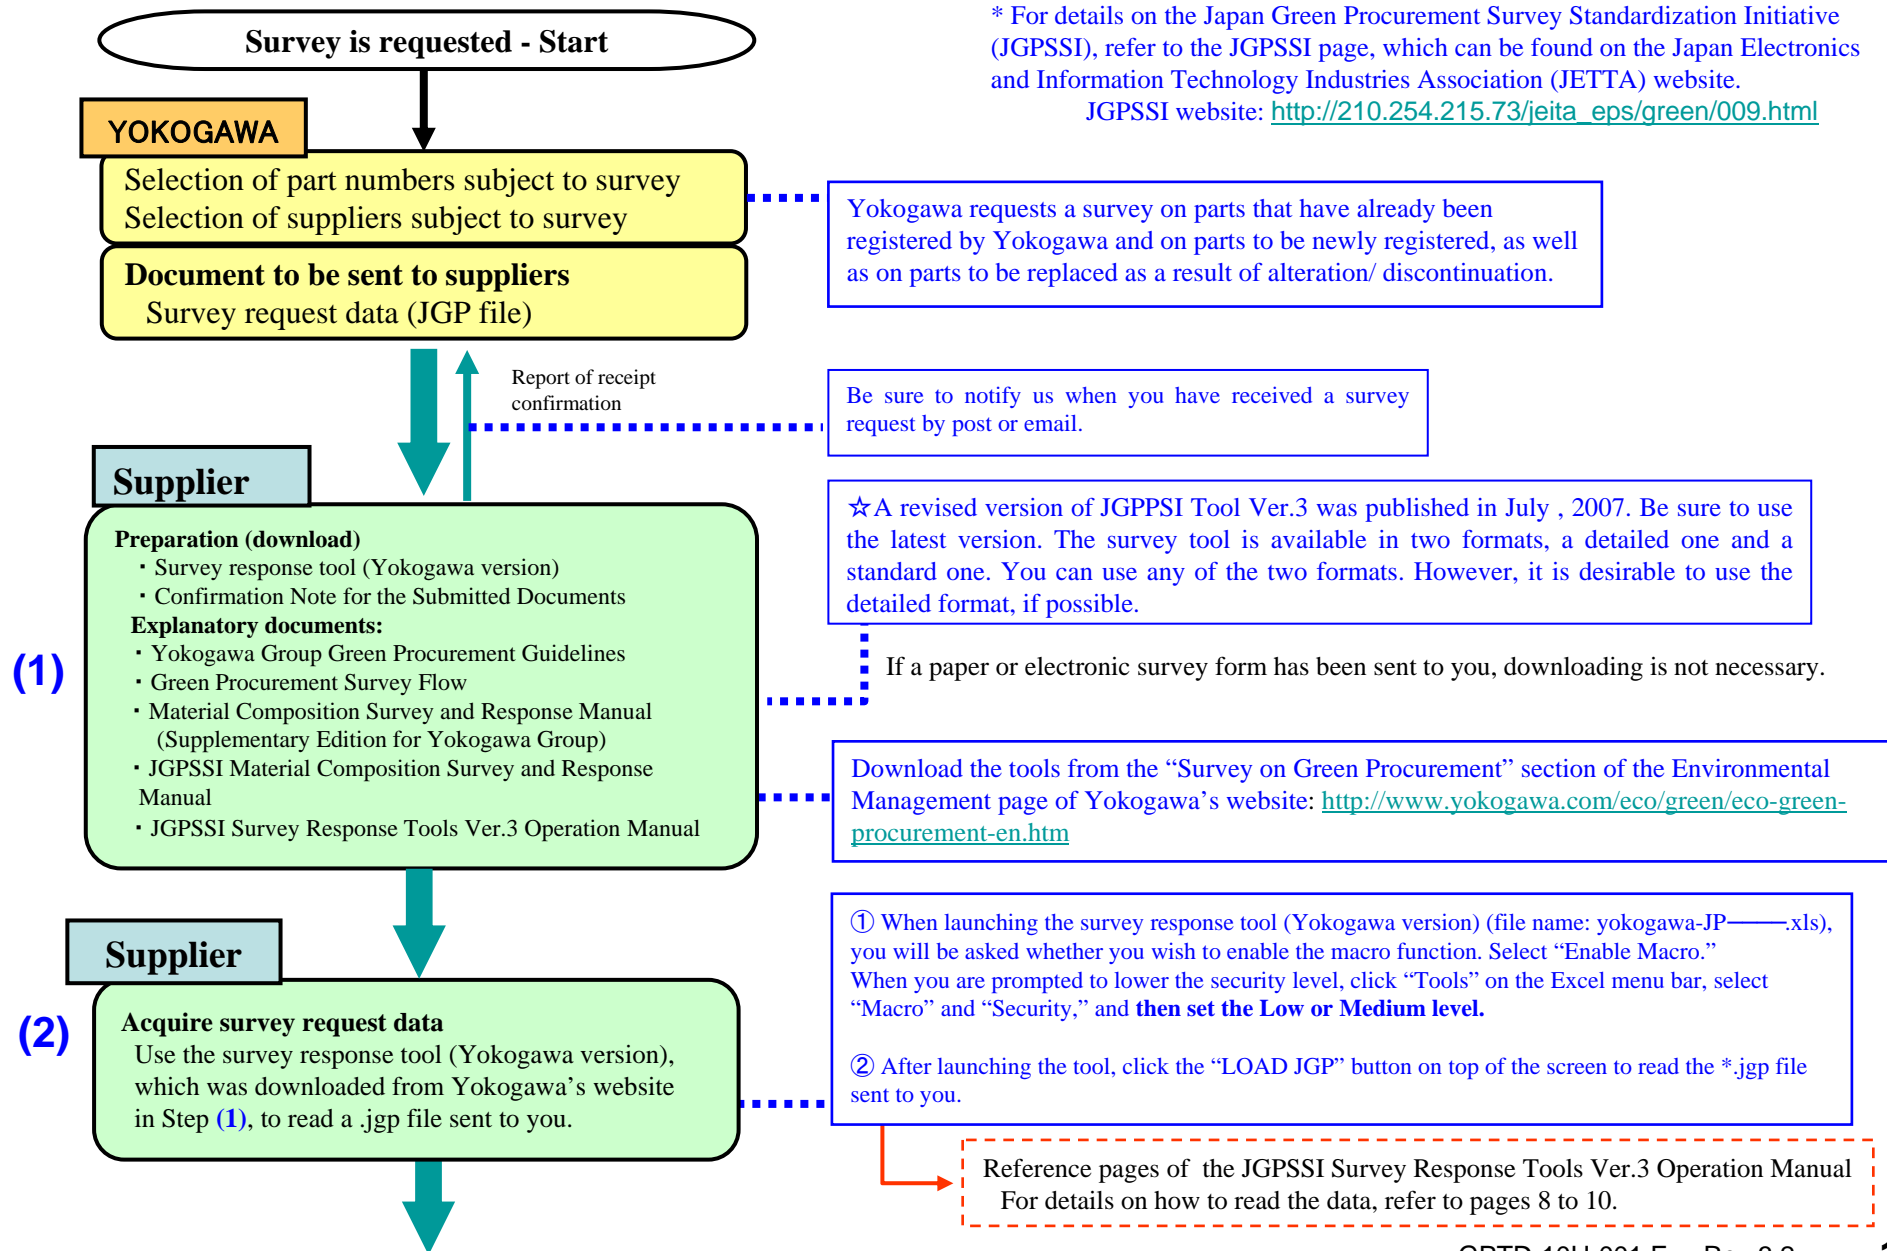 Survey is requested - Start
* For details on the Japan Green Procurement Survey Standardization Initiative
(JGPSSI), refer to the JGPSSI page, which can be found on the Japan Electronics
and Information Technology Industries Association (JETTA) website.
JGPSSI website: http://210.254.215.73/jeita_eps/green/009.html
YOKOGAWA
Selection of part numbers subject to survey
Selection of suppliers subject to survey
Yokogawa requests a survey on parts that have already been
registered by Yokogawa and on parts to be newly registered, as well
as on parts to be replaced as a result of alteration/ discontinuation.
Document to be sent to suppliers
Survey request data (JGP file)
Report of receipt
confirmation
Be sure to notify us when you have received a survey
request by post or email.
Supplier
(1)
Preparation (download)
・Survey response tool (Yokogawa version)
・Confirmation Note for the Submitted Documents
Explanatory documents:
・Yokogawa Group Green Procurement Guidelines
・Green Procurement Survey Flow
・Material Composition Survey and Response Manual
(Supplementary Edition for Yokogawa Group)
・JGPSSI Material Composition Survey and Response
Manual
・JGPSSI Survey Response Tools Ver.3 Operation Manual
☆A revised version of JGPPSI Tool Ver.3 was published in July , 2007. Be sure to use
the latest version. The survey tool is available in two formats, a detailed one and a
standard one. You can use any of the two formats. However, it is desirable to use the
detailed format, if possible.
If a paper or electronic survey form has been sent to you, downloading is not necessary.
Download the tools from the “Survey on Green Procurement” section of the Environmental
Management page of Yokogawa’s website: http://www.yokogawa.com/eco/green/eco-green-
procurement-en.htm
Supplier
(2)
Acquire survey request data
Use the survey response tool (Yokogawa version),
which was downloaded from Yokogawa’s website
in Step (1), to read a .jgp file sent to you.
① When launching the survey response tool (Yokogawa version) (file name: yokogawa-JP――.xls),
you will be asked whether you wish to enable the macro function. Select “Enable Macro.”
When you are prompted to lower the security level, click “Tools” on the Excel menu bar, select
“Macro” and “Security,” and then set the Low or Medium level.
② After launching the tool, click the “LOAD JGP” button on top of the screen to read the *.jgp file
sent to you.
Reference pages of the JGPSSI Survey Response Tools Ver.3 Operation Manual
For details on how to read the data, refer to pages 8 to 10.